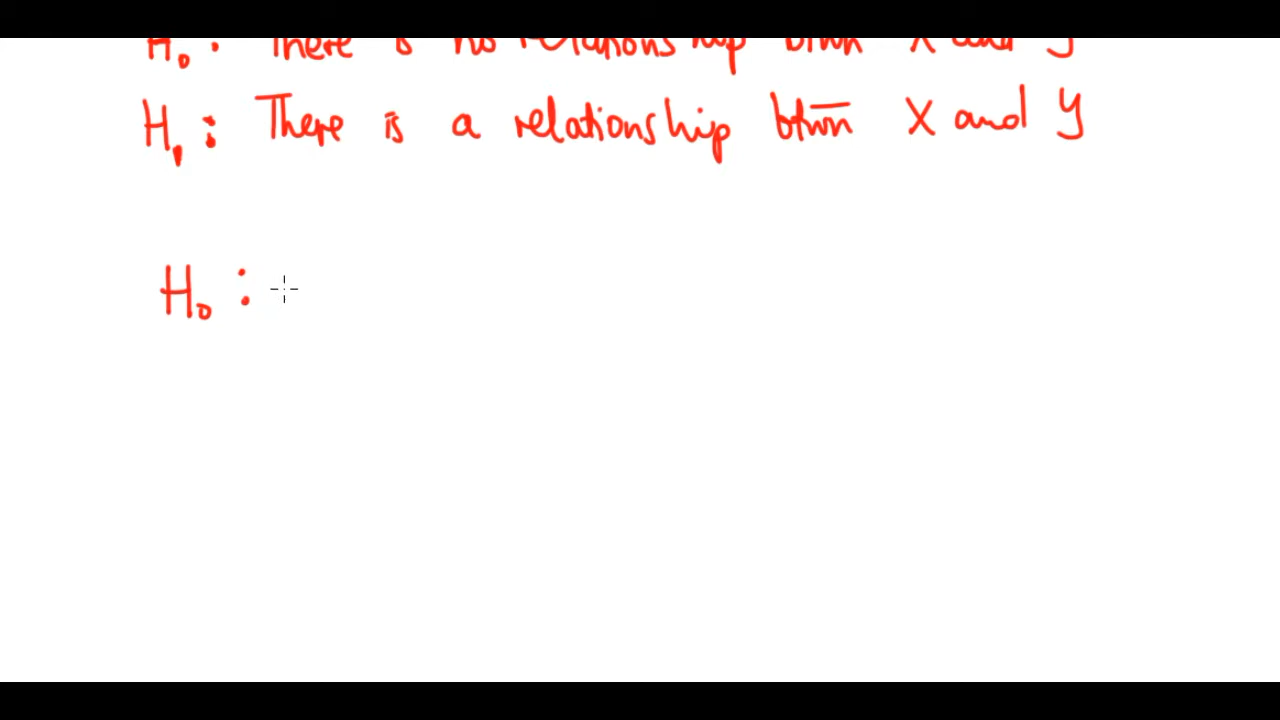 H₀: There is no relationship btwn X and Y
H₁: There is a relationship btwn X and Y
H₀: